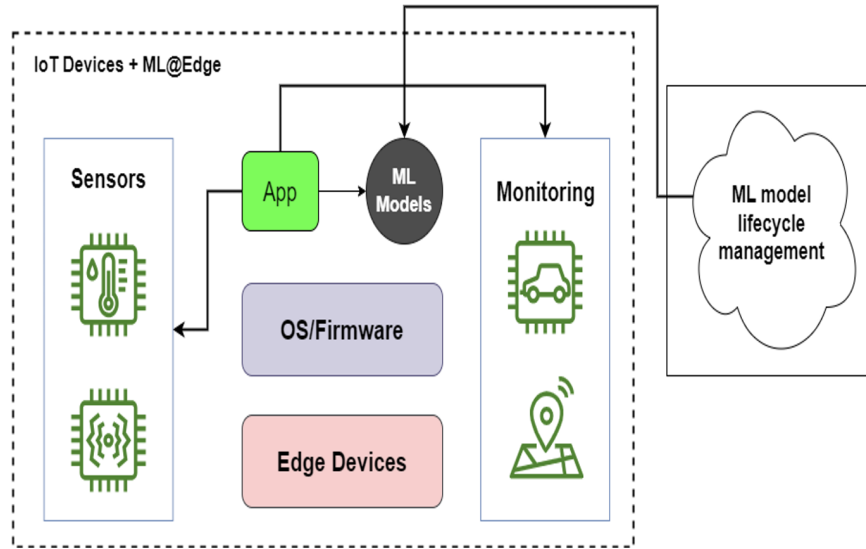 IoT Devices + ML@Edge
Sensors
App
ML
Models
Monitoring
OS/Firmware
Edge Devices
ML model
lifecycle
management